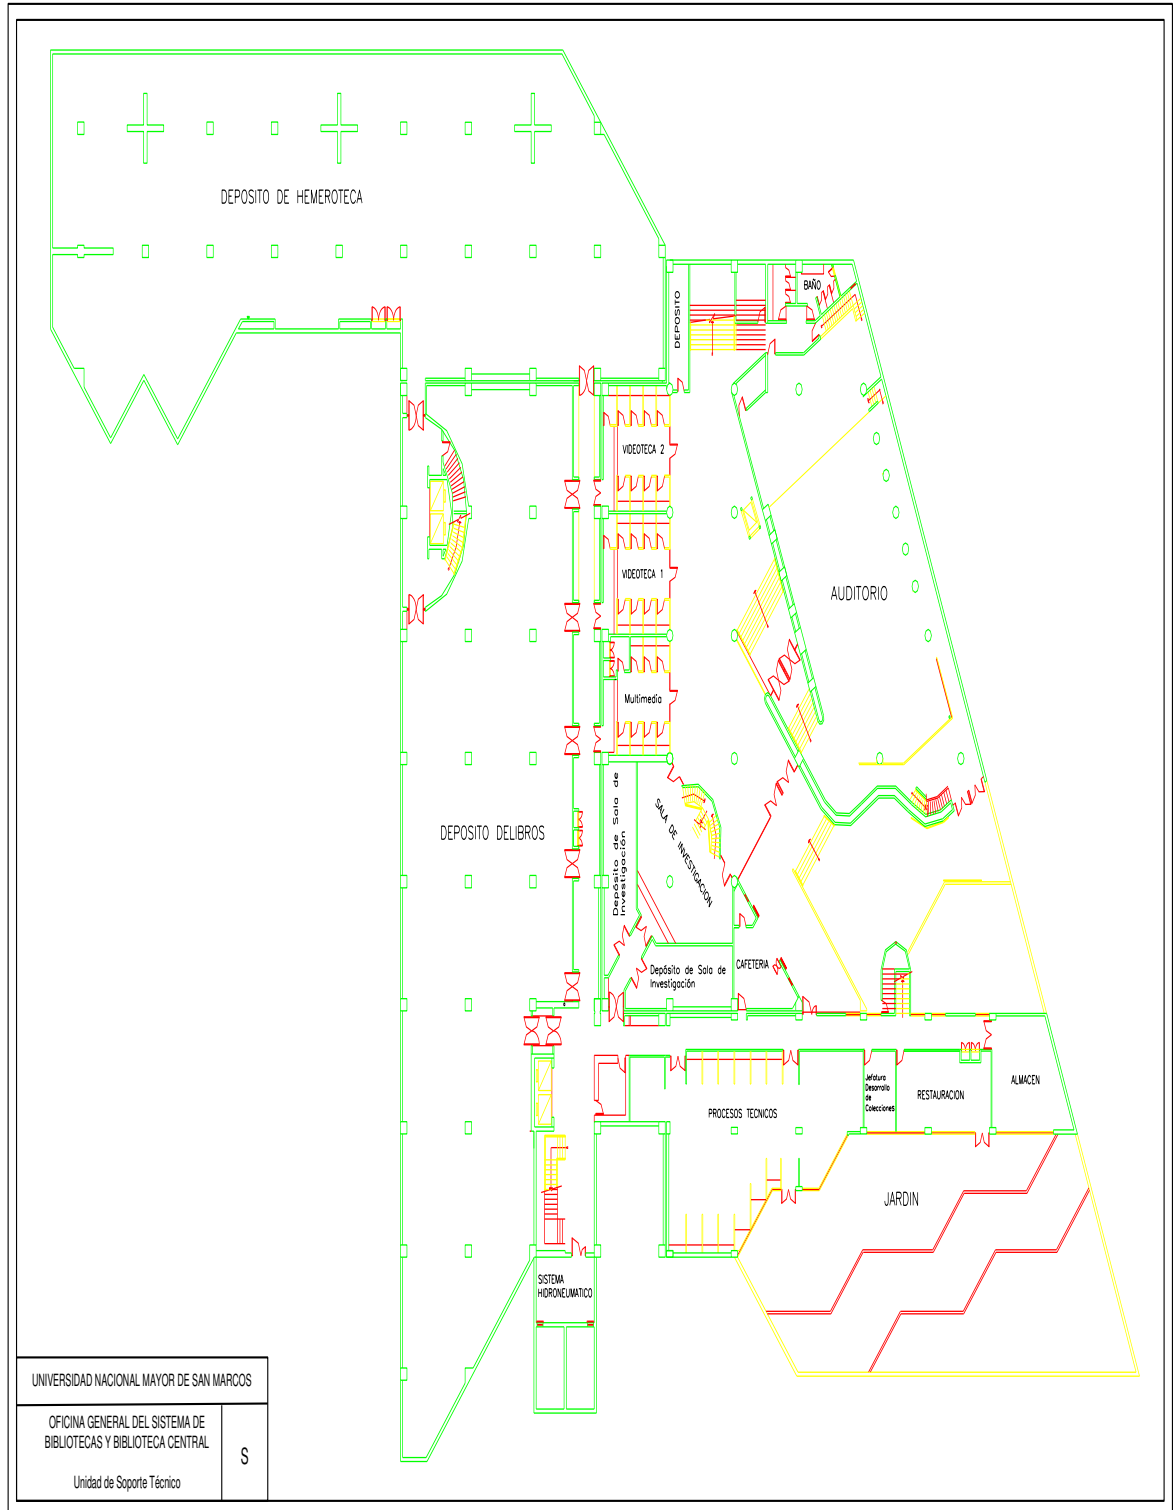 DEPOSITO DE HEMEROTECA
DEPOSITO
BAÑO
VIDEOTECA 2
VIDEOTECA 1
AUDITORIO
Multimedia
DEPOSITO DELIBROS
Depósito de Sala de
Investigación
SALA DE INVESTIGACION
Depósito de Sala de
Investigación
CAFETERIA
PROCESOS TECNICOS
Jefatura
Desarrollo
de
Colecciones
RESTAURACION
ALMACEN
JARDIN
SISTEMA
HIDRONEUMATICO
UNIVERSIDAD NACIONAL MAYOR DE SAN MARCOS
OFICINA GENERAL DEL SISTEMA DE
BIBLIOTECAS Y BIBLIOTECA CENTRAL
Unidad de Soporte Técnico
S